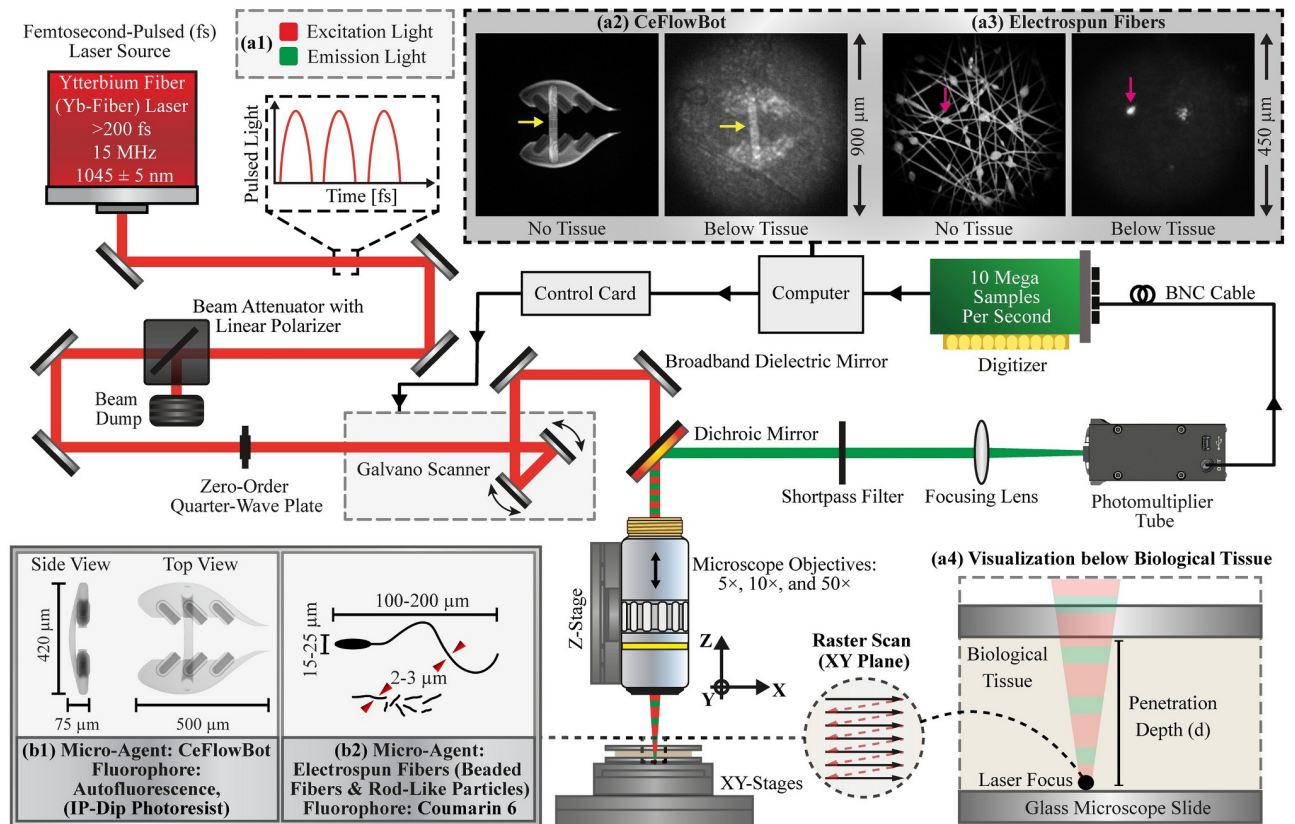 Femtosecond-Pulsed (fs)
Laser Source
Ytterbium Fiber
(Yb-Fiber) Laser
>200 fs
15 MHz
1045 ± 5 nm
(a1)
Excitation Light
Emission Light
Pulsed Light
Time [fs]
(a2) CeFlowBot
(a3) Electrospun Fibers
900 µm
450 µm
No Tissue
Below Tissue
No Tissue
Below Tissue
Beam Attenuator with
Linear Polarizer
Beam
Dump
Control Card
Computer
10 Mega
Samples
Per Second
Digitizer
BNC Cable
Broadband Dielectric Mirror
Galvano Scanner
Zero-Order
Quarter-Wave Plate
Dichroic Mirror
Shortpass Filter
Focusing Lens
Photomultiplier
Tube
Side View
Top View
420 µm
75 µm
500 µm
(b1) Micro-Agent: CeFlowBot
Fluorophore:
Autofluorescence,
(IP-Dip Photoresist)
100-200 µm
15-25 µm
2-3 µm
(b2) Micro-Agent:
Electrospun Fibers (Beaded
Fibers & Rod-Like Particles)
Fluorophore: Coumarin 6
Microscope Objectives:
5×, 10×, and 50×
Z-Stage
Z
Y
X
XY-Stages
Raster Scan
(XY Plane)
(a4) Visualization below Biological Tissue
Biological
Tissue
Penetration
Depth (d)
Laser Focus
Glass Microscope Slide